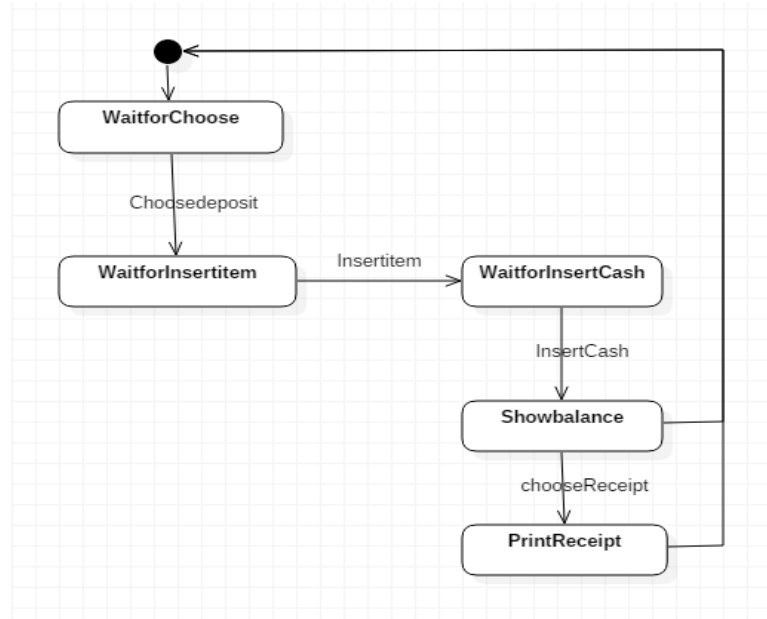 WaitforChoose
Choosedeposit
WaitforInsertitem
Insertitem
WaitforInsertCash
InsertCash
Showbalance
chooseReceipt
PrintReceipt